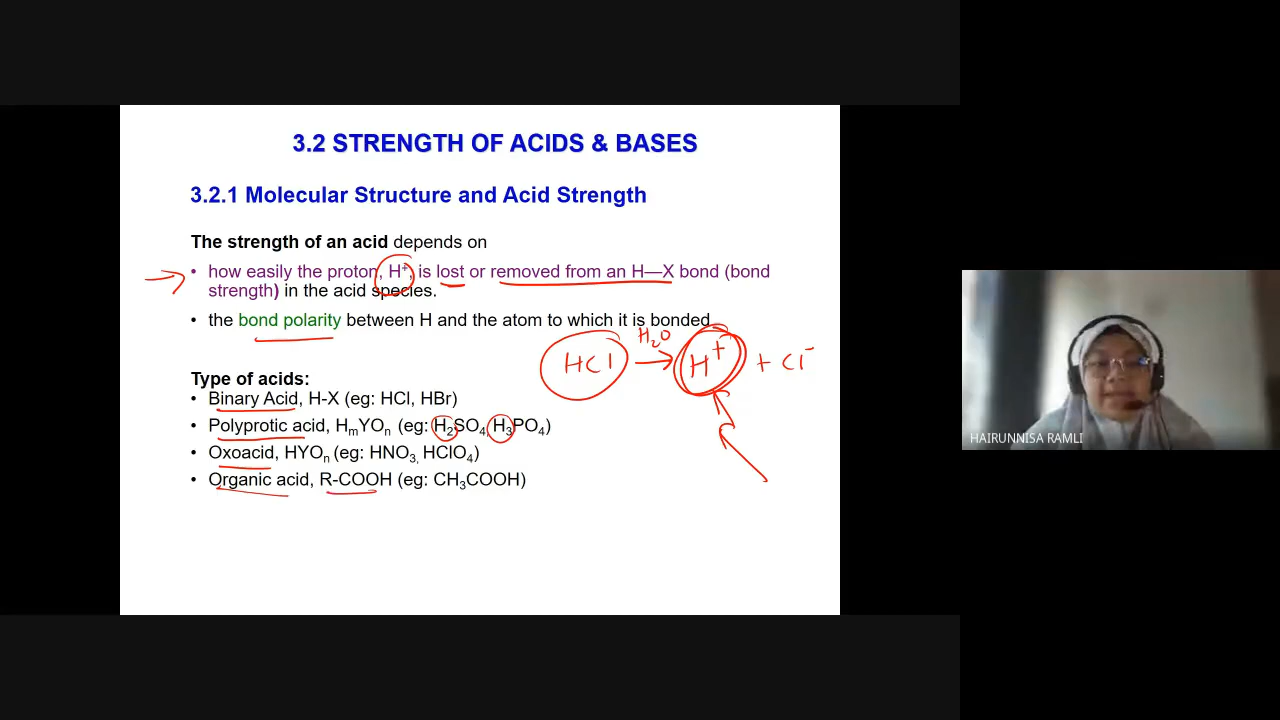 3.2 STRENGTH OF ACIDS & BASES
3.2.1 Molecular Structure and Acid Strength
The strength of an acid depends on
• how easily the proton, H⁺, is lost or removed from an H—X bond (bond
strength) in the acid species.
• the bond polarity between H and the atom to which it is bonded
HCl H₂O → H⁺ + Cl⁻
Type of acids:
• Binary Acid, H-X (eg: HCl, HBr)
• Polyprotic acid, HₘYOₙ (eg: H₂SO₄, H₃PO₄)
• Oxoacid, HYOₙ (eg: HNO₃, HClO₄)
• Organic acid, R-COOH (eg: CH₃COOH)
HAIRUNNISA RAMLI